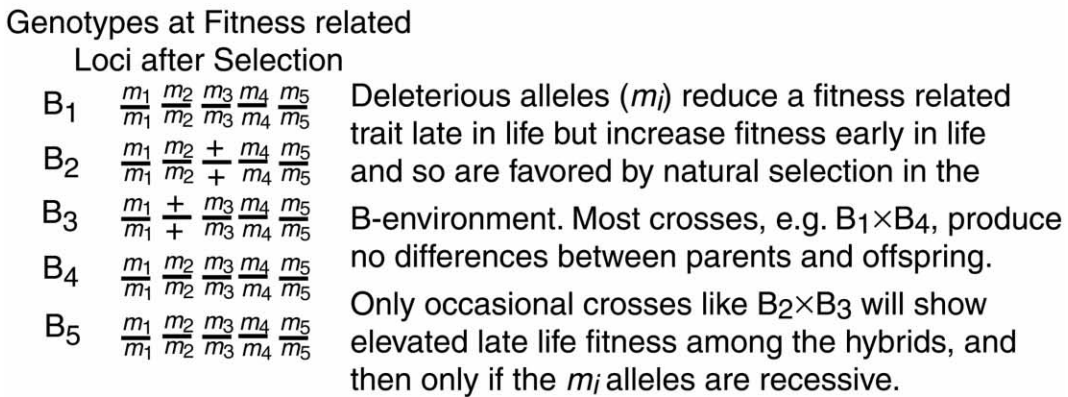 Genotypes at Fitness related
Loci after Selection
B1 m1/m1 m2/m2 m3/m3 m4/m4 m5/m5
B2 m1/m1 m2/m2 +/+ m4/m4 m5/m5
B3 m1/m1 +/+ m3/m3 m4/m4 m5/m5
B4 m1/m1 m2/m2 m3/m3 m4/m4 m5/m5
B5 m1/m1 m2/m2 m3/m3 m4/m4 m5/m5
Deleterious alleles (mi) reduce a fitness related
trait late in life but increase fitness early in life
and so are favored by natural selection in the
B-environment. Most crosses, e.g. B1×B4, produce
no differences between parents and offspring.
Only occasional crosses like B2×B3 will show
elevated late life fitness among the hybrids, and
then only if the mi alleles are recessive.